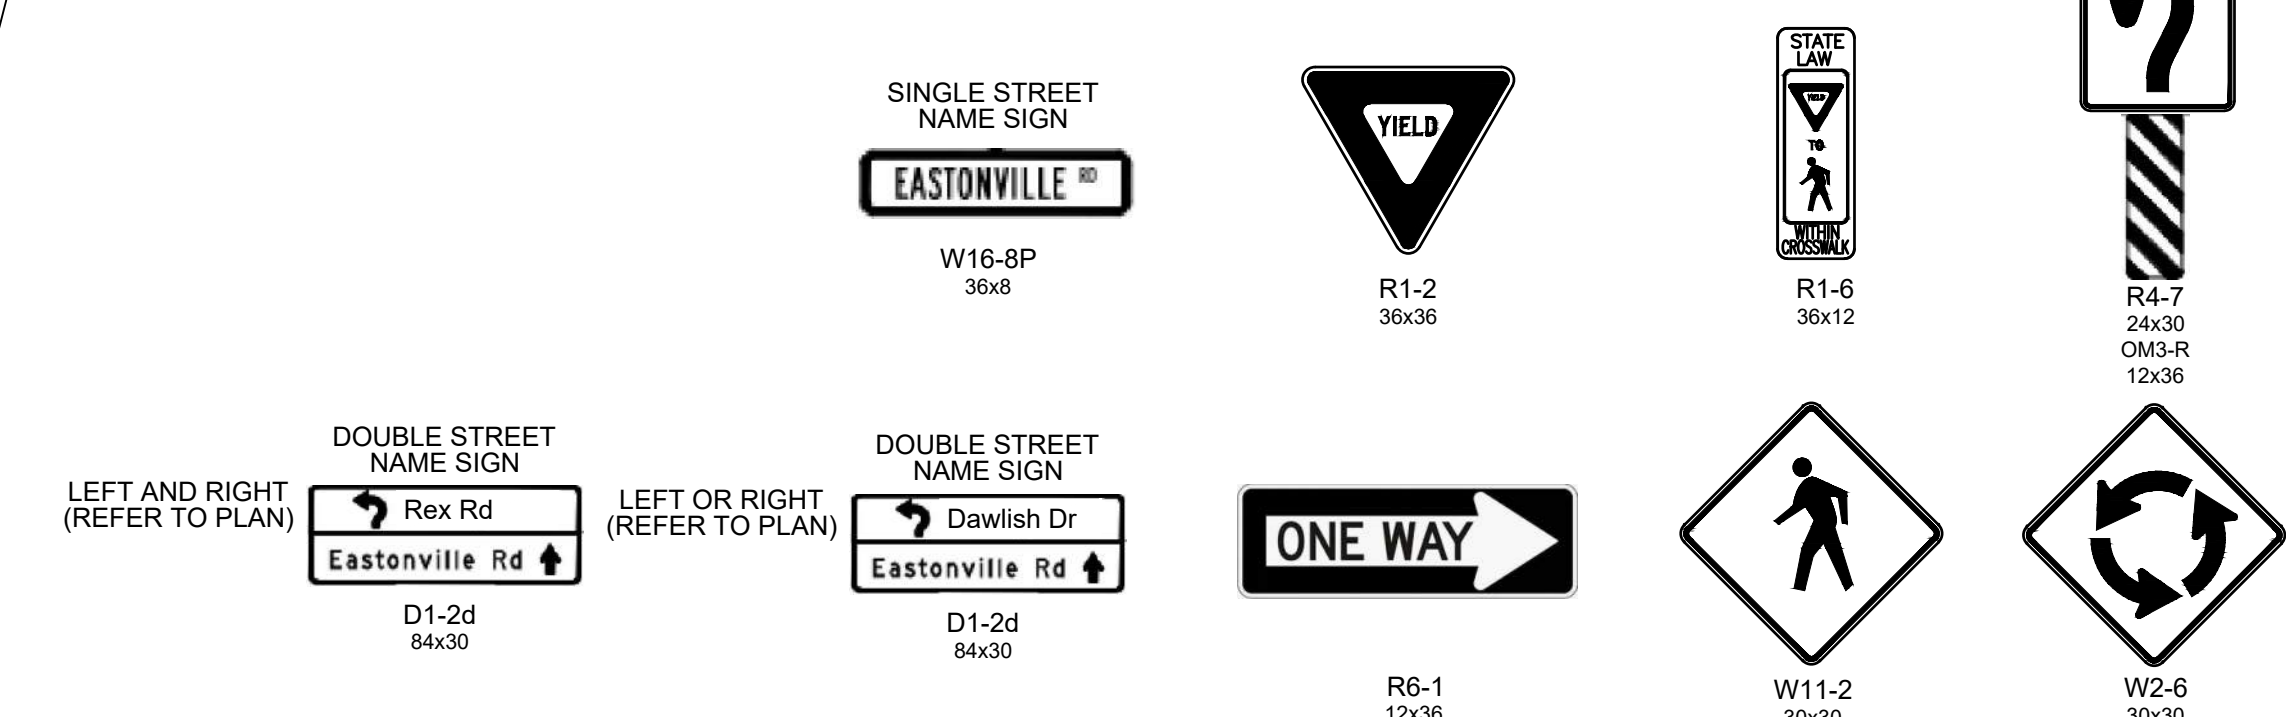 SINGLE STREET
NAME SIGN
EASTONVILLE RD
W16-8P
36x8
YIELD
R1-2
36x36
STATE
LAW
YIELD
TO
WITHIN
CROSSWALK
R1-6
36x12
R4-7
24x30
OM3-R
12x36
LEFT AND RIGHT
(REFER TO PLAN)
DOUBLE STREET
NAME SIGN
Rex Rd
Eastonville Rd
D1-2d
84x30
LEFT OR RIGHT
(REFER TO PLAN)
DOUBLE STREET
NAME SIGN
Dawlish Dr
Eastonville Rd
D1-2d
84x30
ONE WAY
R6-1
12x36
W11-2
30x30
W2-6
30x30